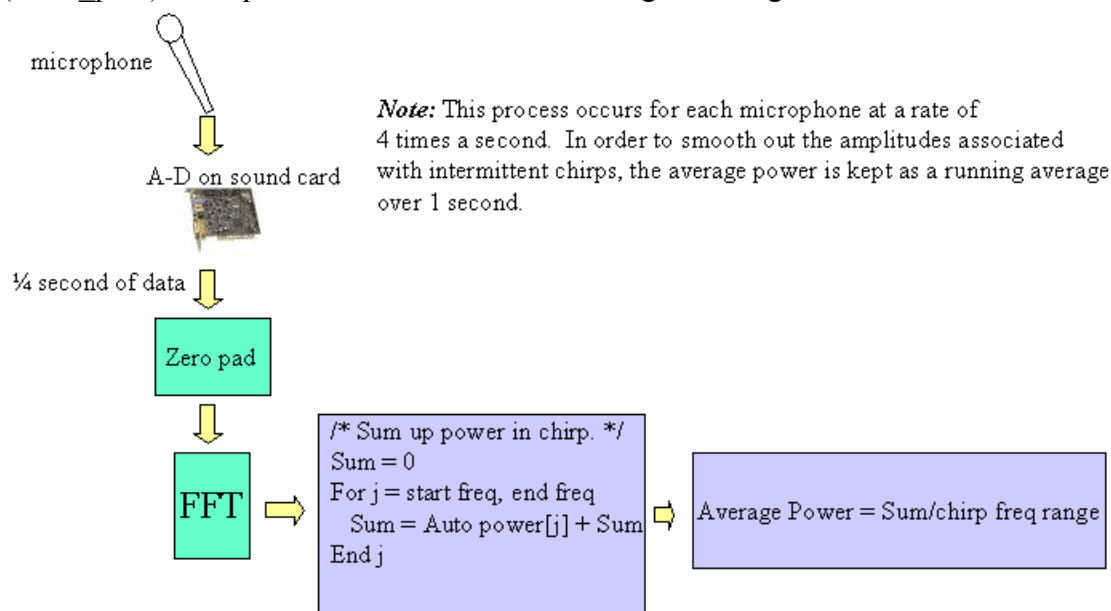 microphone
Note: This process occurs for each microphone at a rate of
4 times a second. In order to smooth out the amplitudes associated
with intermittent chirps, the average power is kept as a running average
over 1 second.
A-D on sound card
¼ second of data
Zero pad
FFT
/* Sum up power in chirp. */
Sum = 0
For j = start freq, end freq
Sum = Auto power[j] + Sum
End j
Average Power = Sum/chirp freq range